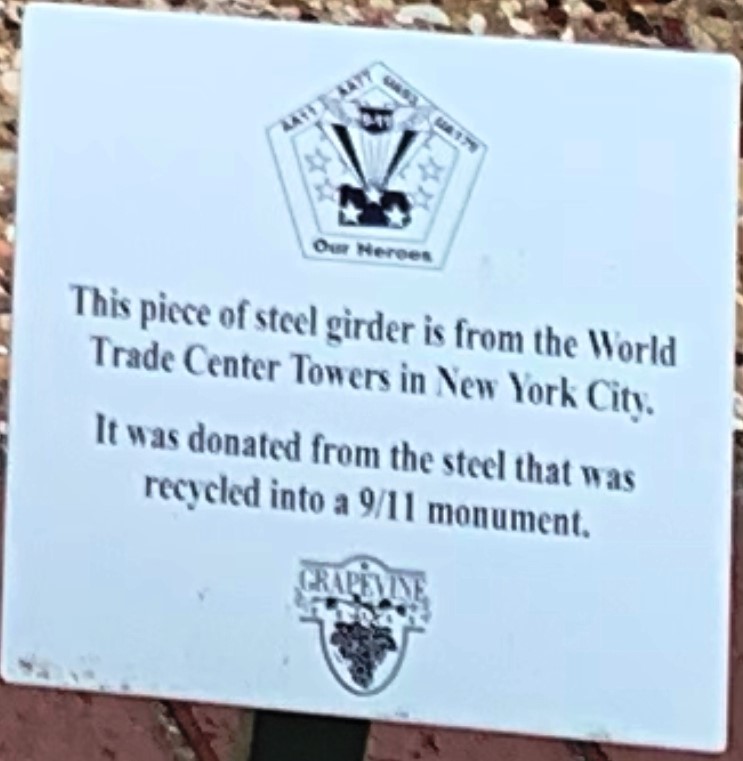 AA11 AA77 UA93 UA175
9-11
Our Heroes
This piece of steel girder is from the World
Trade Center Towers in New York City.
It was donated from the steel that was
recycled into a 9/11 monument.
GRAPEVINE